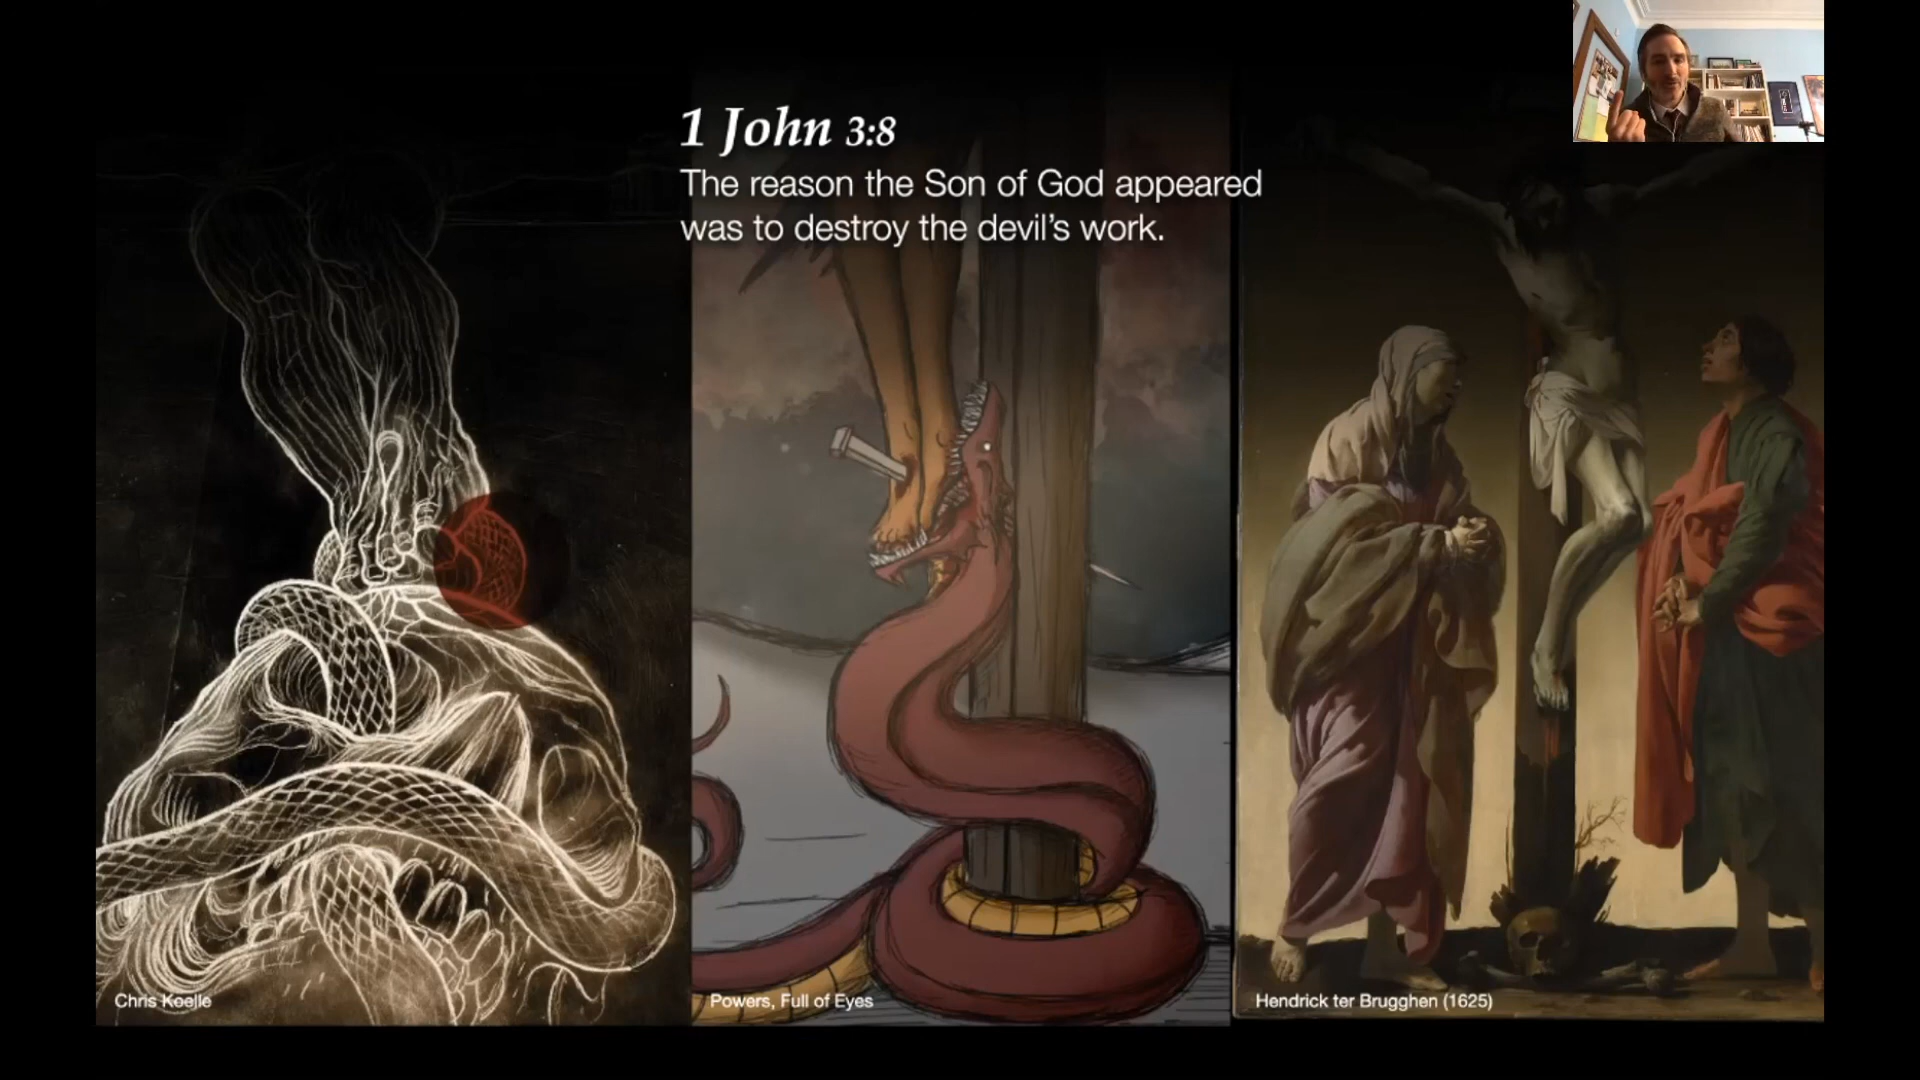 1 John 3:8
The reason the Son of God appeared
was to destroy the devil's work.
Chris Koelle
Powers, Full of Eyes
Hendrick ter Brugghen (1625)